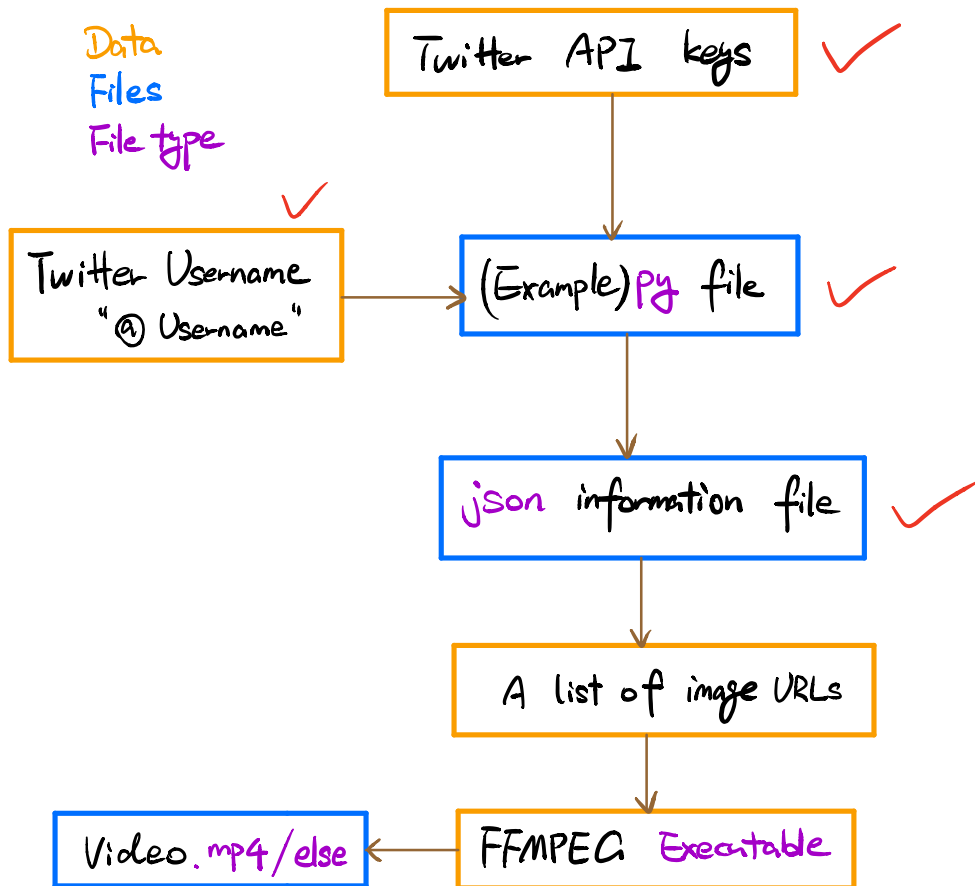 Data
Files
File type
Twitter API keys
Twitter Username
"@ Username"
(Example) py file
json information file
A list of image URLs
FFMPEG Executable
Video.mp4/else